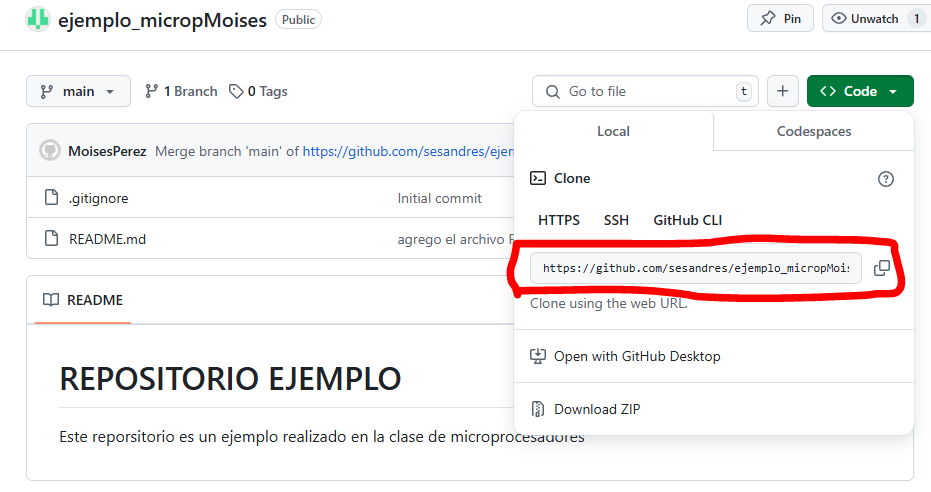 ejemplo_micropMoises Public Pin Unwatch 1
main 1 Branch 0 Tags Go to file t Code
Local Codespaces
MoisesPerez Merge branch 'main' of https://github.com/sesandres/ejem
Clone
.gitignore Initial commit
HTTPS SSH GitHub CLI
README.md agrego el archivo
https://github.com/sesandres/ejemplo_micropMois
README
Clone using the web URL.
Open with GitHub Desktop
REPOSITORIO EJEMPLO
Download ZIP
Este reporsitorio es un ejemplo realizado en la clase de microprocesadores